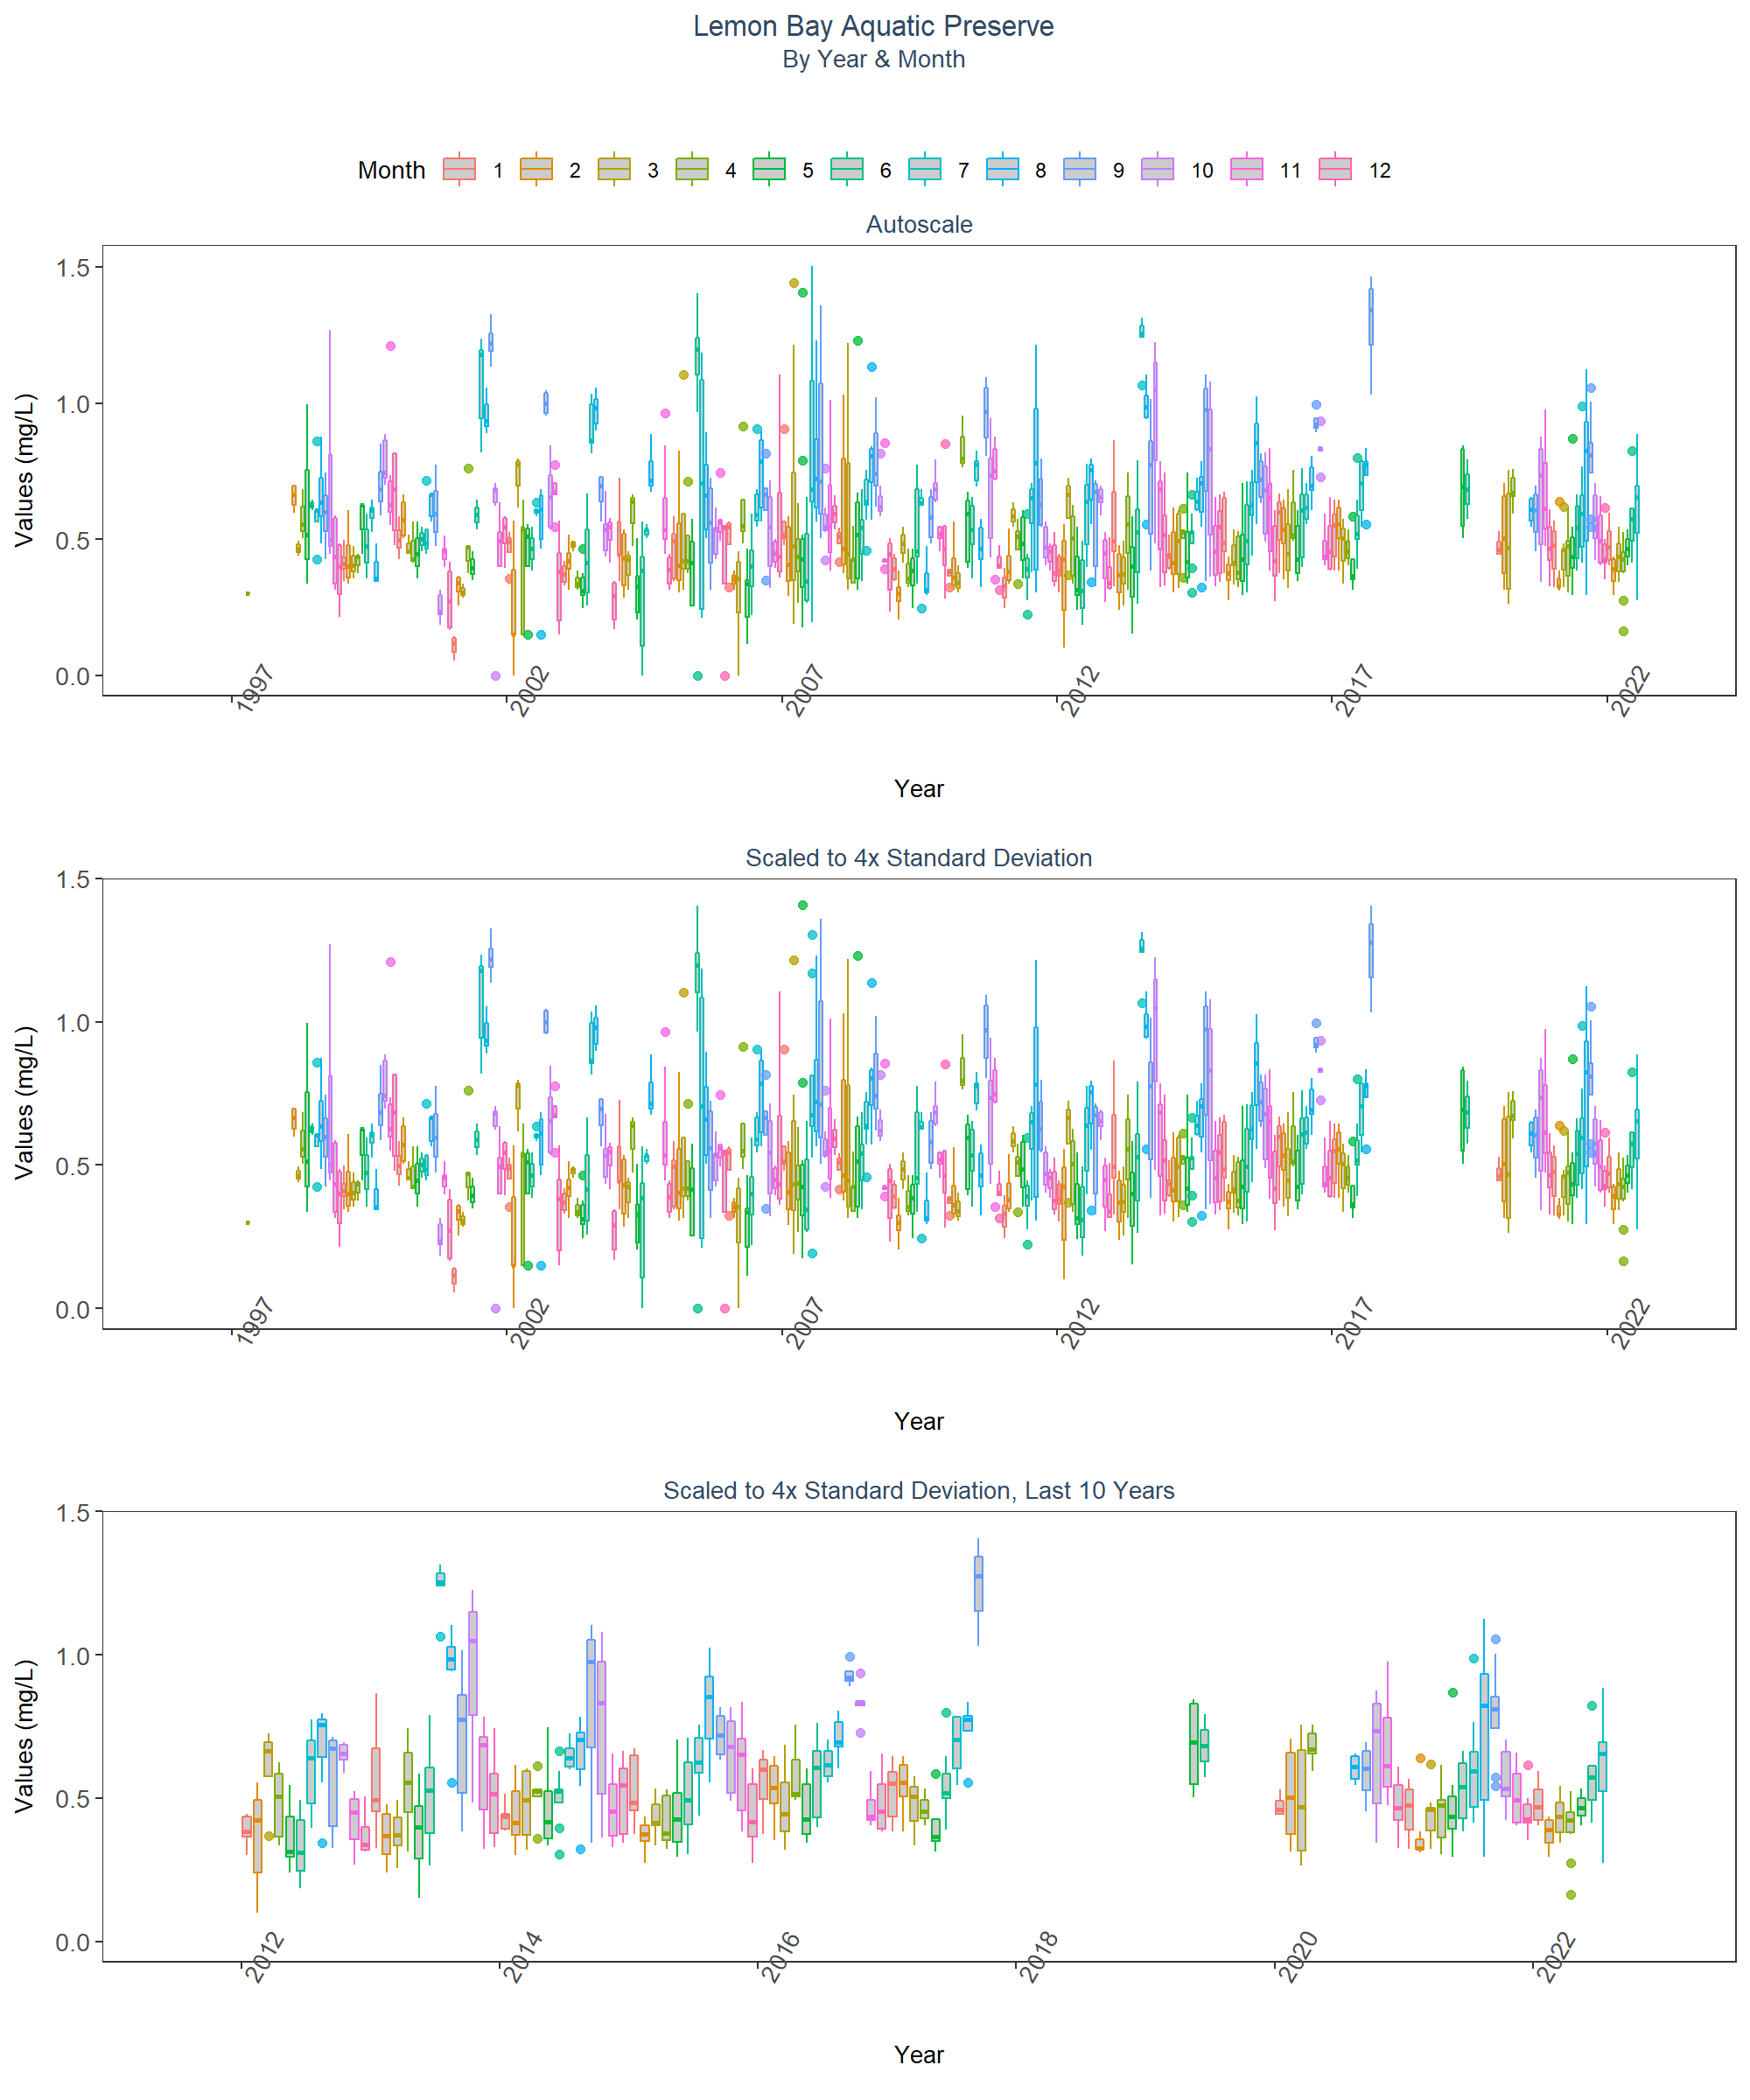 Lemon Bay Aquatic Preserve
By Year & Month
Month 1 2 3 4 5 6 7 8 9 10 11 12
Autoscale
Values (mg/L)
1.5
1.0
0.5
0.0
1997 2002 2007 2012 2017 2022
Year
Scaled to 4x Standard Deviation
Values (mg/L)
1.5
1.0
0.5
0.0
1997 2002 2007 2012 2017 2022
Year
Scaled to 4x Standard Deviation, Last 10 Years
Values (mg/L)
1.5
1.0
0.5
0.0
2012 2014 2016 2018 2020 2022
Year